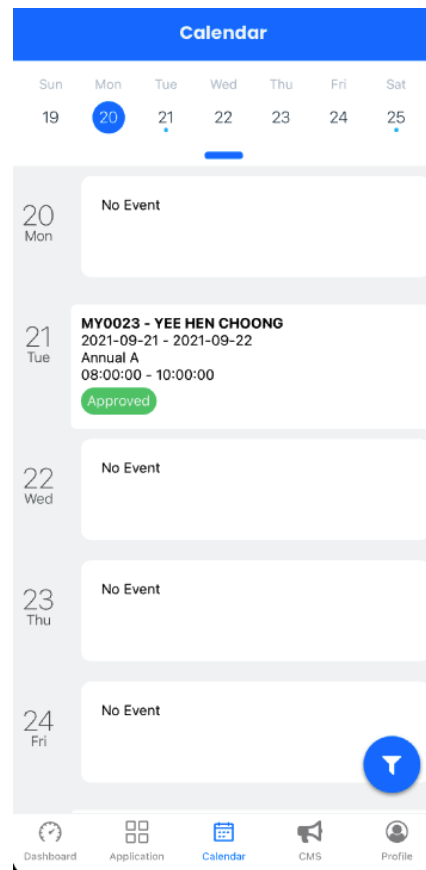 Calendar
Sun Mon Tue Wed Thu Fri Sat
19 20 21 22 23 24 25
20
Mon
No Event
21
Tue
MY0023 - YEE HEN CHOONG
2021-09-21 - 2021-09-22
Annual A
08:00:00 - 10:00:00
Approved
22
Wed
No Event
23
Thu
No Event
24
Fri
No Event
Dashboard Application Calendar CMS Profile